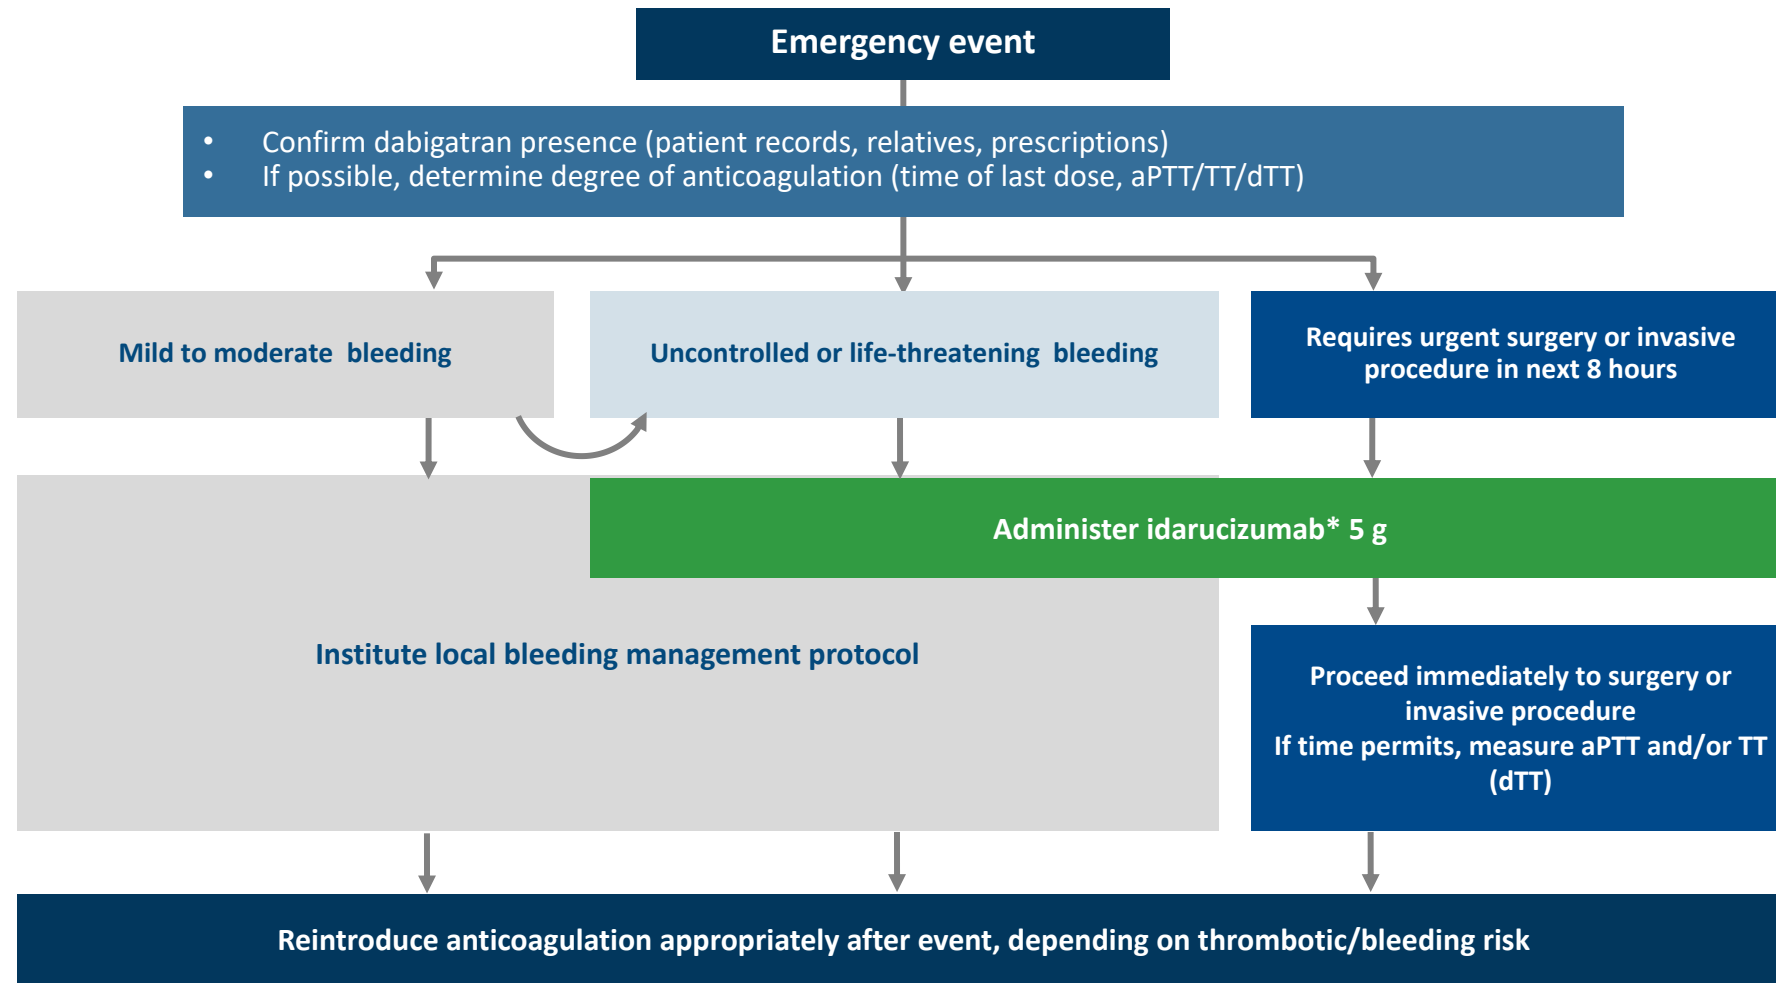 Emergency event
• Confirm dabigatran presence (patient records, relatives, prescriptions)
• If possible, determine degree of anticoagulation (time of last dose, aPTT/TT/dTT)
Mild to moderate bleeding
Uncontrolled or life-threatening bleeding
Requires urgent surgery or invasive
procedure in next 8 hours
Administer idarucizumab* 5 g
Institute local bleeding management protocol
Proceed immediately to surgery or
invasive procedure
If time permits, measure aPTT and/or TT
(dTT)
Reintroduce anticoagulation appropriately after event, depending on thrombotic/bleeding risk